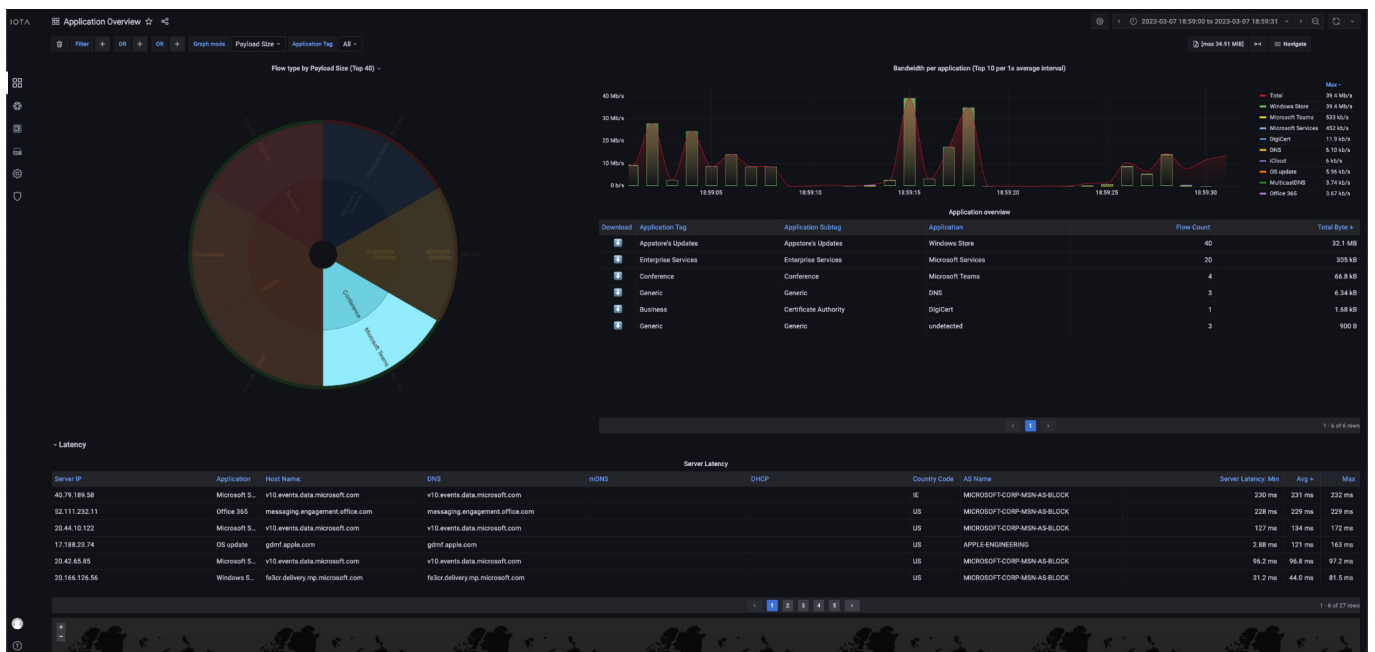 IOTA
Application Overview
2023-03-07 18:59:00 to 2023-03-07 18:59:31
Filter + OR + OR + Graph mode Payload Size Application Tag All
[max 34.91 MiB] Navigate
Flow type by Payload Size (Top 40)
Conference
Microsoft Teams
Enterprise Services
Microsoft Services
Bandwidth per application (Top 10 per 1s average interval)
40 Mb/s
30 Mb/s
20 Mb/s
10 Mb/s
0 b/s
18:59:05 18:59:10 18:59:15 18:59:20 18:59:25 18:59:30
Max
Total 39.4 Mb/s
Windows Store 39.4 Mb/s
Microsoft Teams 533 kb/s
Microsoft Services 452 kb/s
DigiCert 11.9 kb/s
DNS 6.10 kb/s
iCloud 6 kb/s
OS update 5.96 kb/s
MulticastDNS 3.74 kb/s
Office 365 3.67 kb/s
Application overview
Download Application Tag Application Subtag Application Flow Count Total Byte
Appstore's Updates Appstore's Updates Windows Store 40 32.1 MB
Enterprise Services Enterprise Services Microsoft Services 20 305 kB
Conference Conference Microsoft Teams 4 66.8 kB
Generic Generic DNS 3 6.34 kB
Business Certificate Authority DigiCert 1 1.68 kB
Generic Generic undetected 3 900 B
1
1 - 6 of 6 rows
Latency
Server Latency
Server IP Application Host Name: DNS mDNS DHCP Country Code AS Name Server Latency: Min Avg Max
40.79.189.58 Microsoft S... v10.events.data.microsoft.com v10.events.data.microsoft.com IE MICROSOFT-CORP-MSN-AS-BLOCK 230 ms 231 ms 232 ms
52.111.232.11 Office 365 messaging.engagement.office.com messaging.engagement.office.com US MICROSOFT-CORP-MSN-AS-BLOCK 228 ms 229 ms 229 ms
20.44.10.122 Microsoft S... v10.events.data.microsoft.com v10.events.data.microsoft.com US MICROSOFT-CORP-MSN-AS-BLOCK 127 ms 134 ms 172 ms
17.188.23.74 OS update gdmf.apple.com gdmf.apple.com US APPLE-ENGINEERING 2.88 ms 121 ms 163 ms
20.42.65.85 Microsoft S... v10.events.data.microsoft.com v10.events.data.microsoft.com US MICROSOFT-CORP-MSN-AS-BLOCK 96.2 ms 96.8 ms 97.2 ms
20.166.126.56 Windows S... fe3cr.delivery.mp.microsoft.com fe3cr.delivery.mp.microsoft.com US MICROSOFT-CORP-MSN-AS-BLOCK 31.2 ms 44.0 ms 81.5 ms
1 2 3 4 5
1 - 6 of 27 rows
+
−